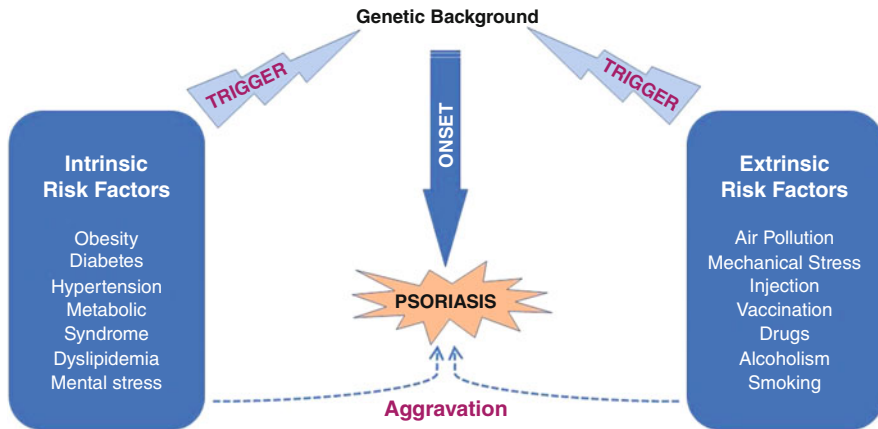 Genetic Background
TRIGGER
TRIGGER
ONSET
Intrinsic
Risk Factors
Obesity
Diabetes
Hypertension
Metabolic
Syndrome
Dyslipidemia
Mental stress
PSORIASIS
Extrinsic
Risk Factors
Air Pollution
Mechanical Stress
Injection
Vaccination
Drugs
Alcoholism
Smoking
Aggravation